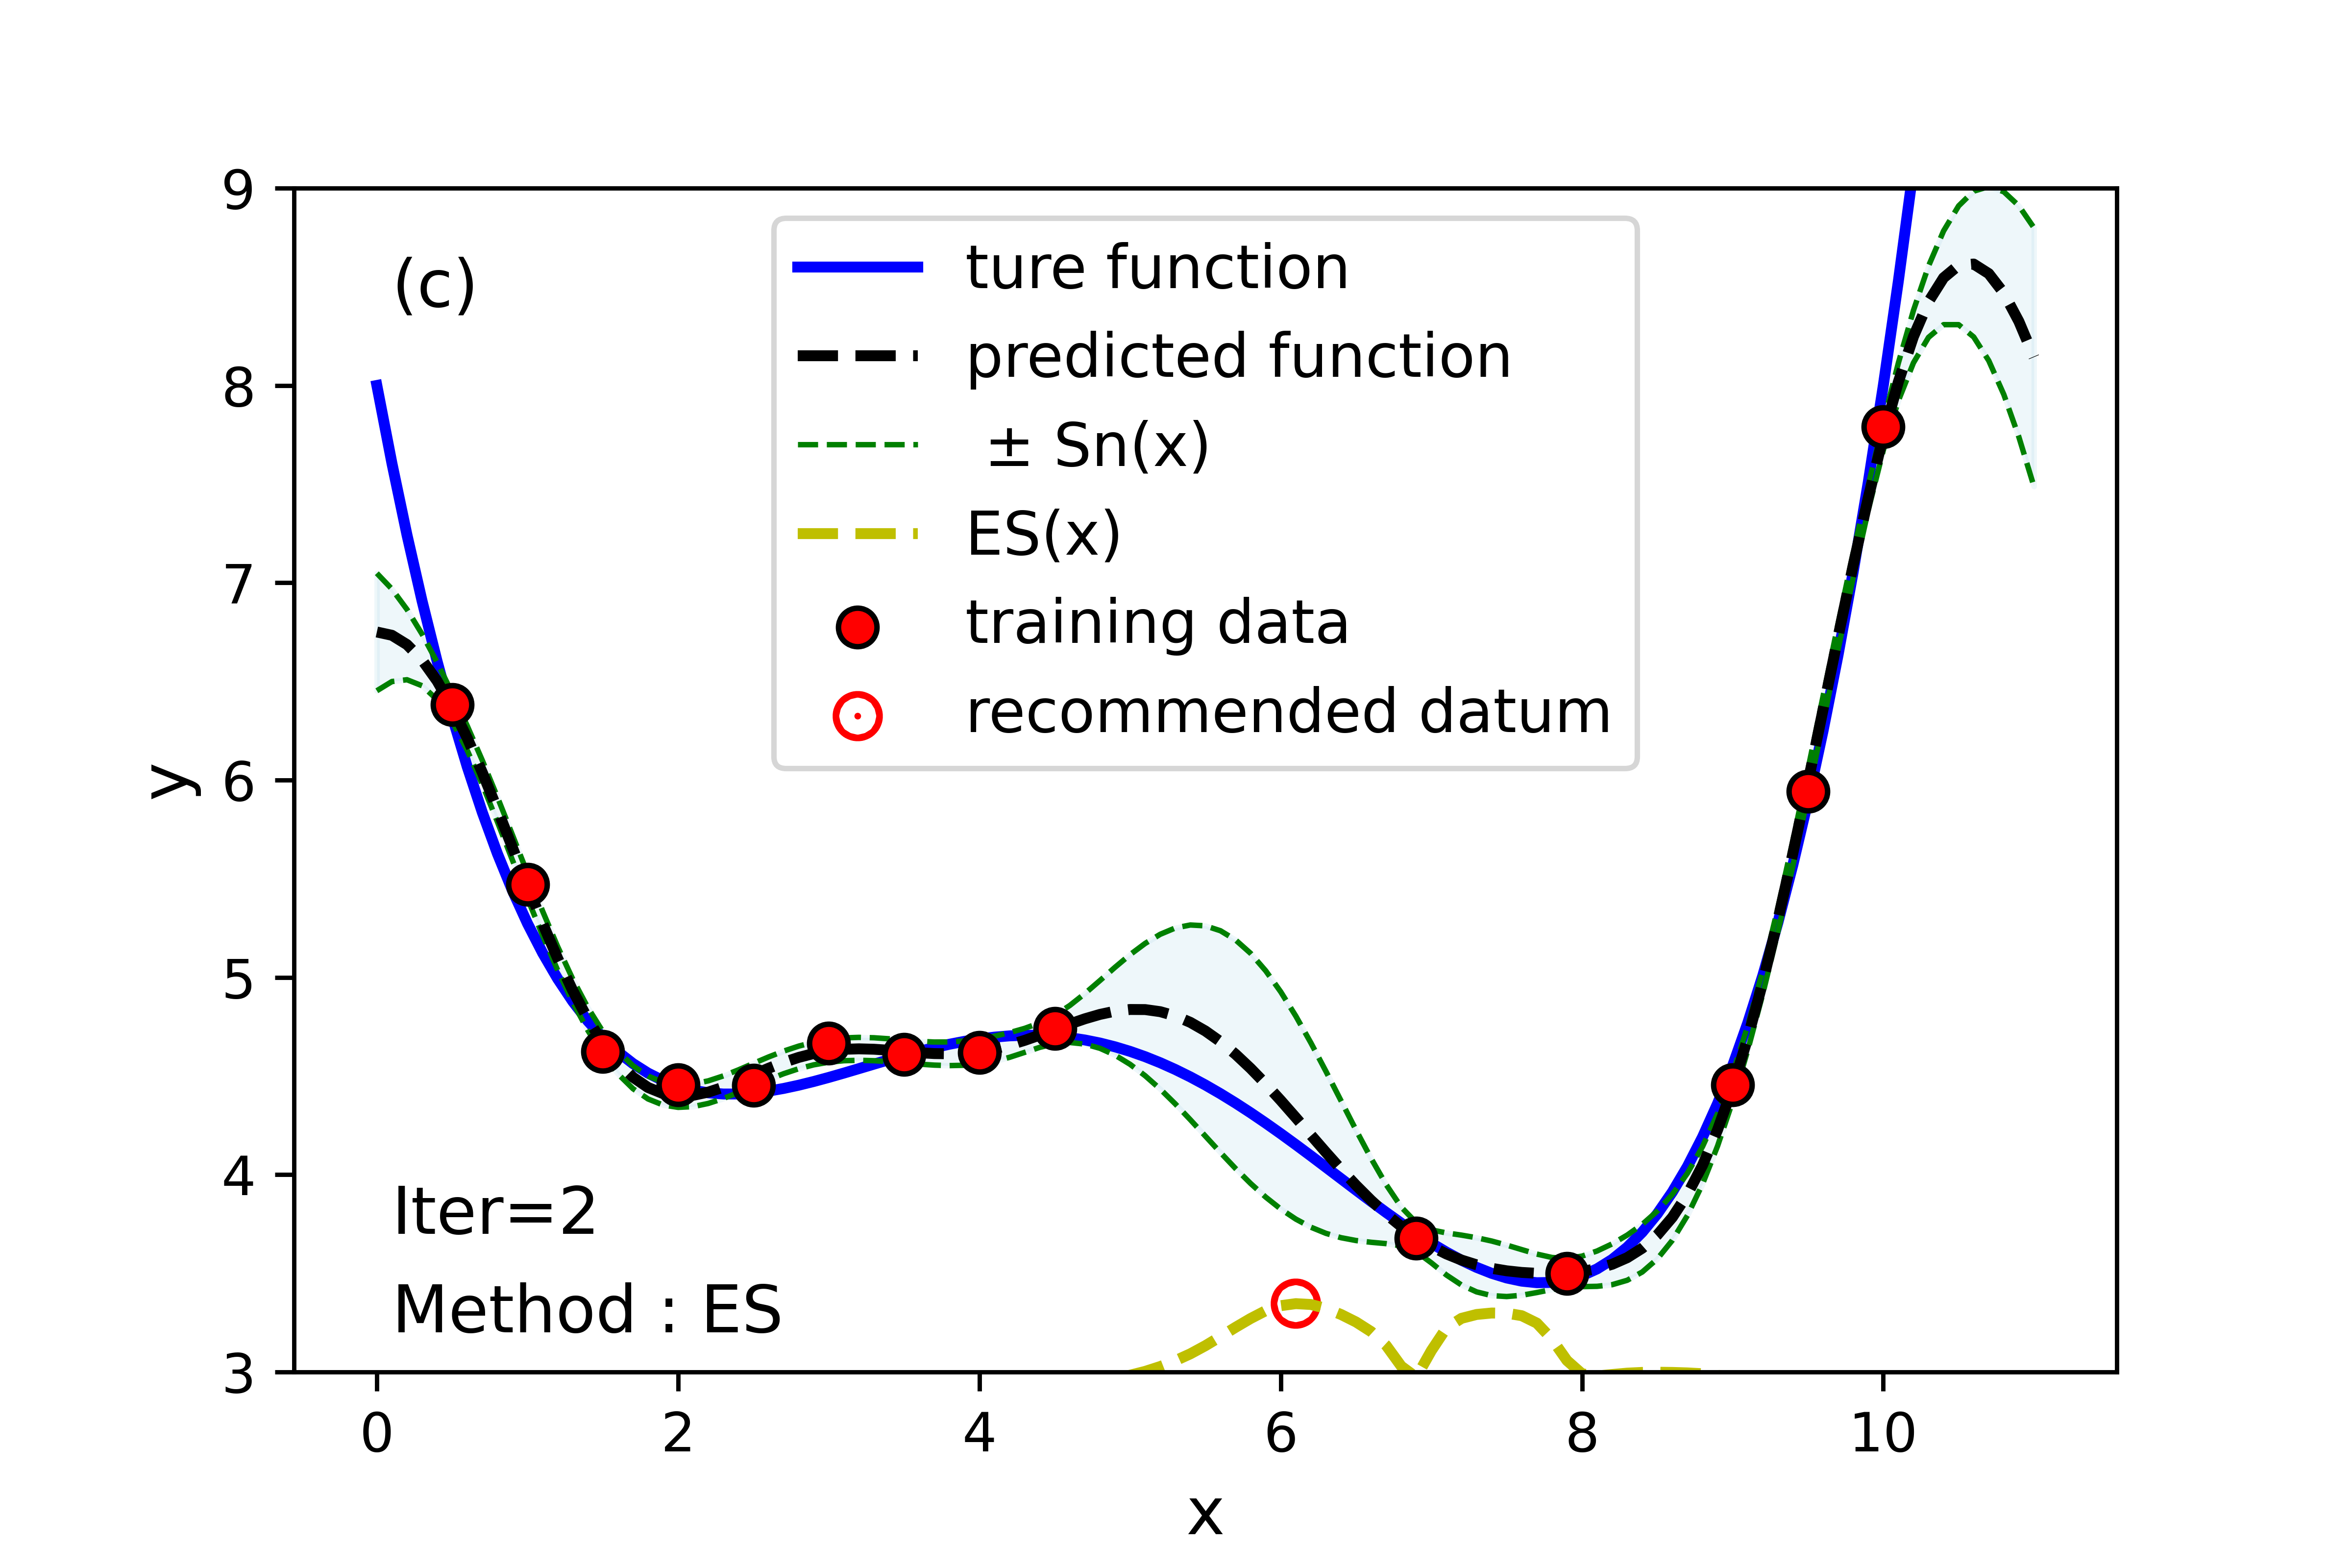 (c)
ture function
predicted function
± Sn(x)
ES(x)
training data
recommended datum
Iter=2
Method : ES
y
9
8
7
6
5
4
3
0 2 4 6 8 10
x